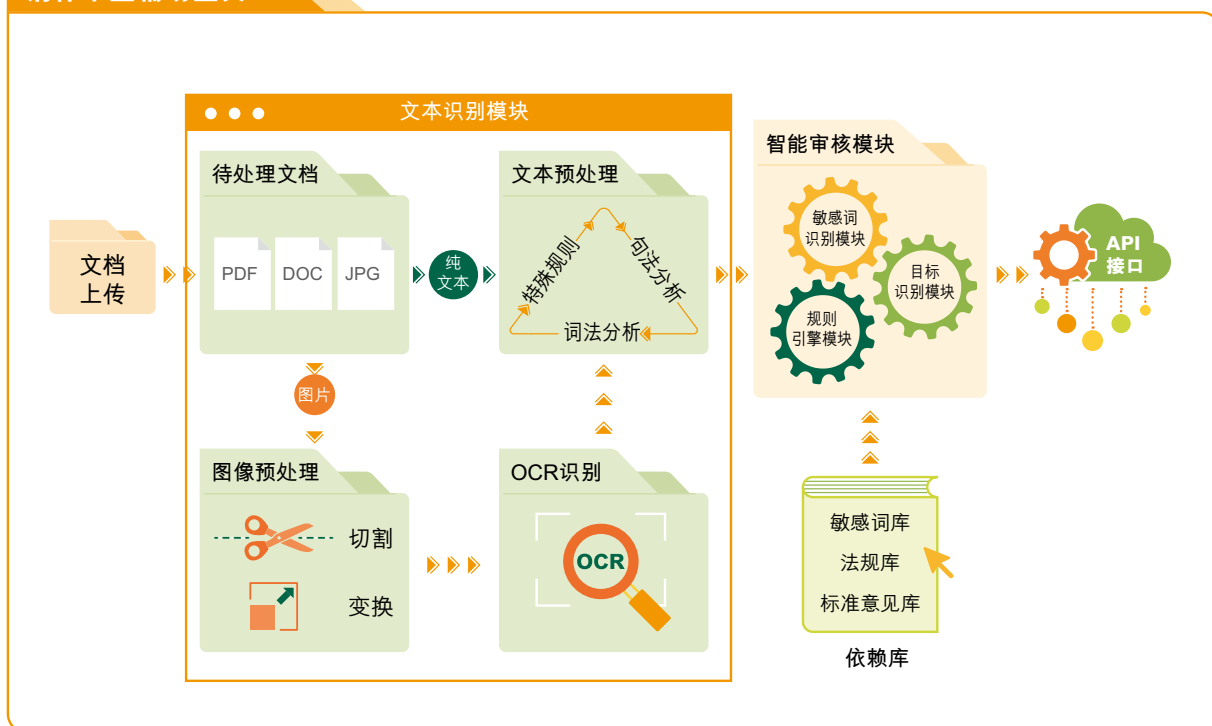 文本识别模块
待处理文档
PDF
DOC
JPG
纯
文本
文本预处理
特殊规则
句法分析
词法分析
智能审核模块
敏感词
识别模块
目标
识别模块
规则
引擎模块
API
接口
文档
上传
图片
图像预处理
切割
变换
OCR识别
OCR
敏感词库
法规库
标准意见库
依赖库